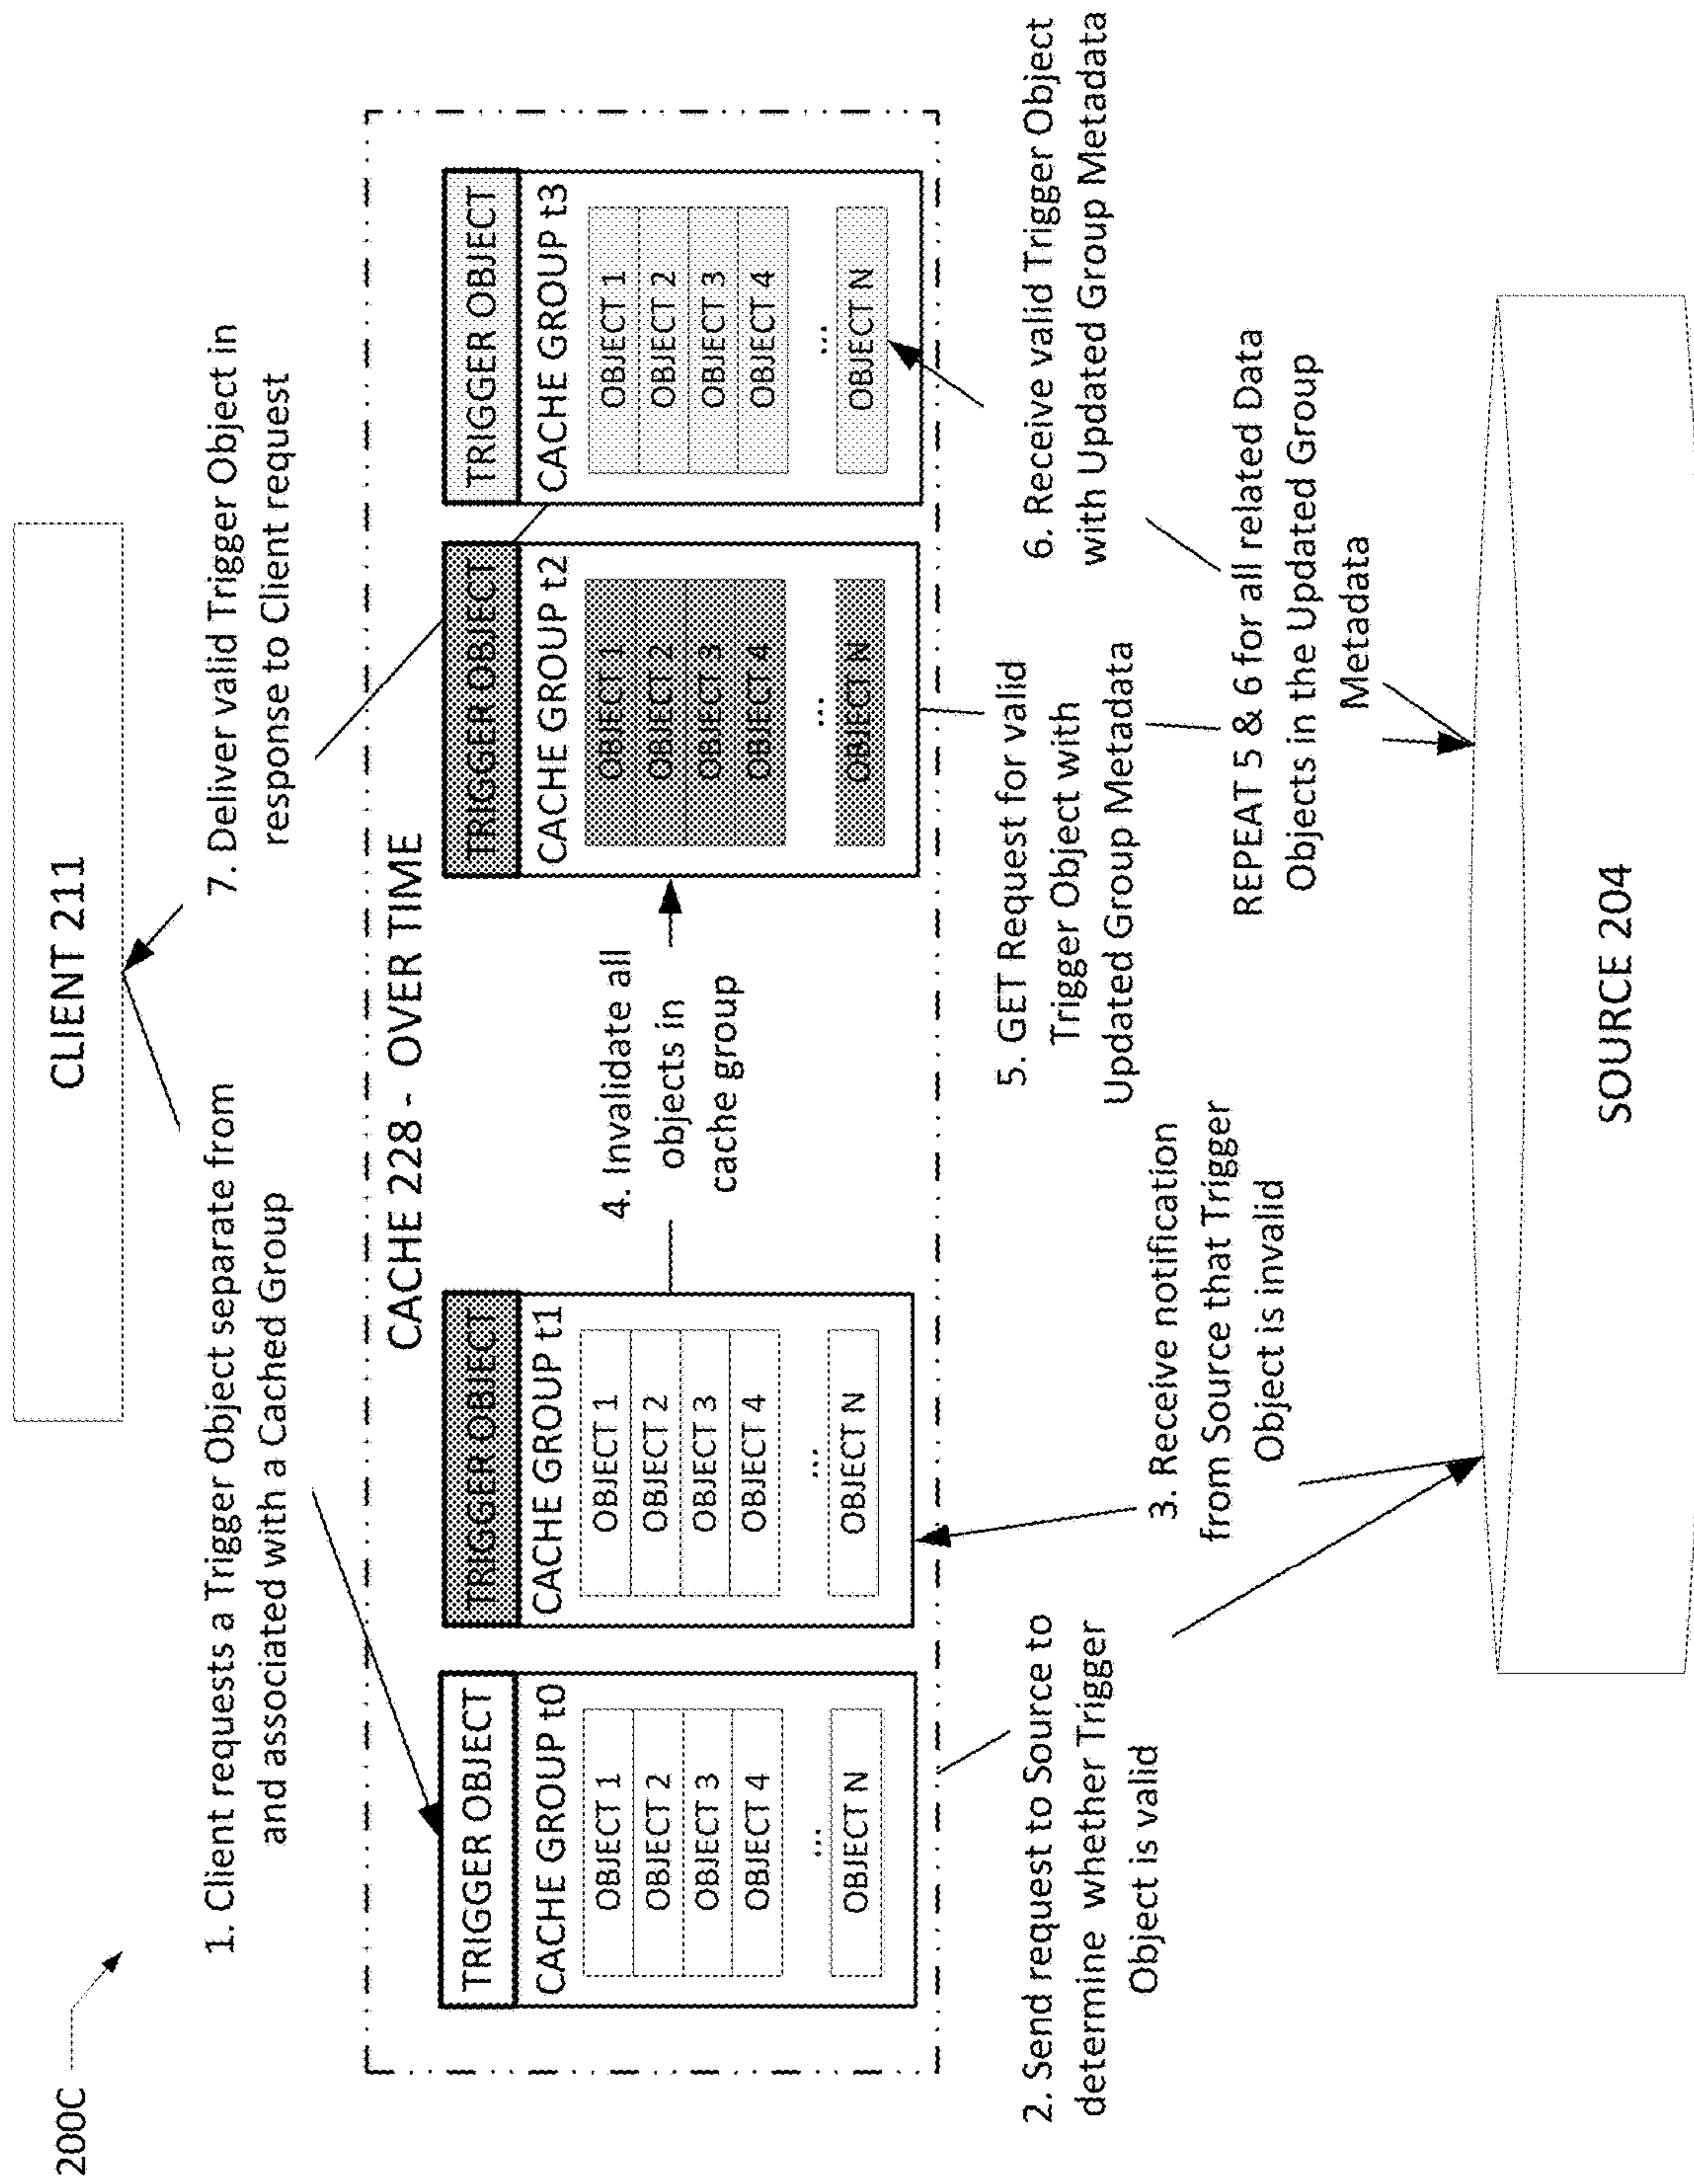 200C
CLIENT 211
1. Client requests a Trigger Object separate from
and associated with a Cached Group
7. Deliver valid Trigger Object in
response to Client request
CACHE 228 - OVER TIME
TRIGGER OBJECT
CACHE GROUP t0
OBJECT 1
OBJECT 2
OBJECT 3
OBJECT 4
...
OBJECT N
TRIGGER OBJECT
CACHE GROUP t1
OBJECT 1
OBJECT 2
OBJECT 3
OBJECT 4
...
OBJECT N
4. Invalidate all
objects in
cache group
TRIGGER OBJECT
CACHE GROUP t2
OBJECT 1
OBJECT 2
OBJECT 3
OBJECT 4
...
OBJECT N
TRIGGER OBJECT
CACHE GROUP t3
OBJECT 1
OBJECT 2
OBJECT 3
OBJECT 4
...
OBJECT N
2. Send request to Source to
determine whether Trigger
Object is valid
3. Receive notification
from Source that Trigger
Object is invalid
5. GET Request for valid
Trigger Object with
Updated Group Metadata
6. Receive valid Trigger Object
with Updated Group Metadata
REPEAT 5 & 6 for all related Data
Objects in the Updated Group
Metadata
SOURCE 204